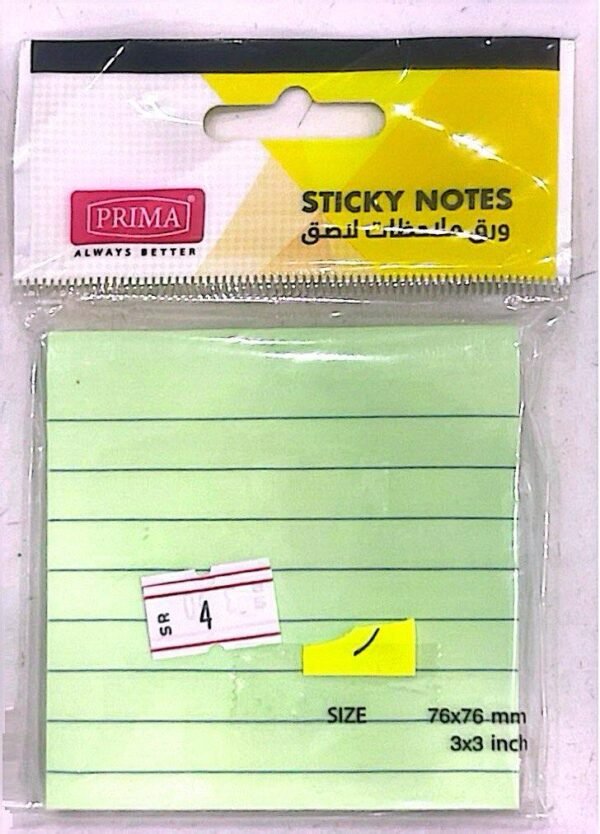 PRIMA
ALWAYS BETTER
STICKY NOTES
ورق ملاحظات لاصق
SR 4
SIZE 76x76 mm
3x3 inch